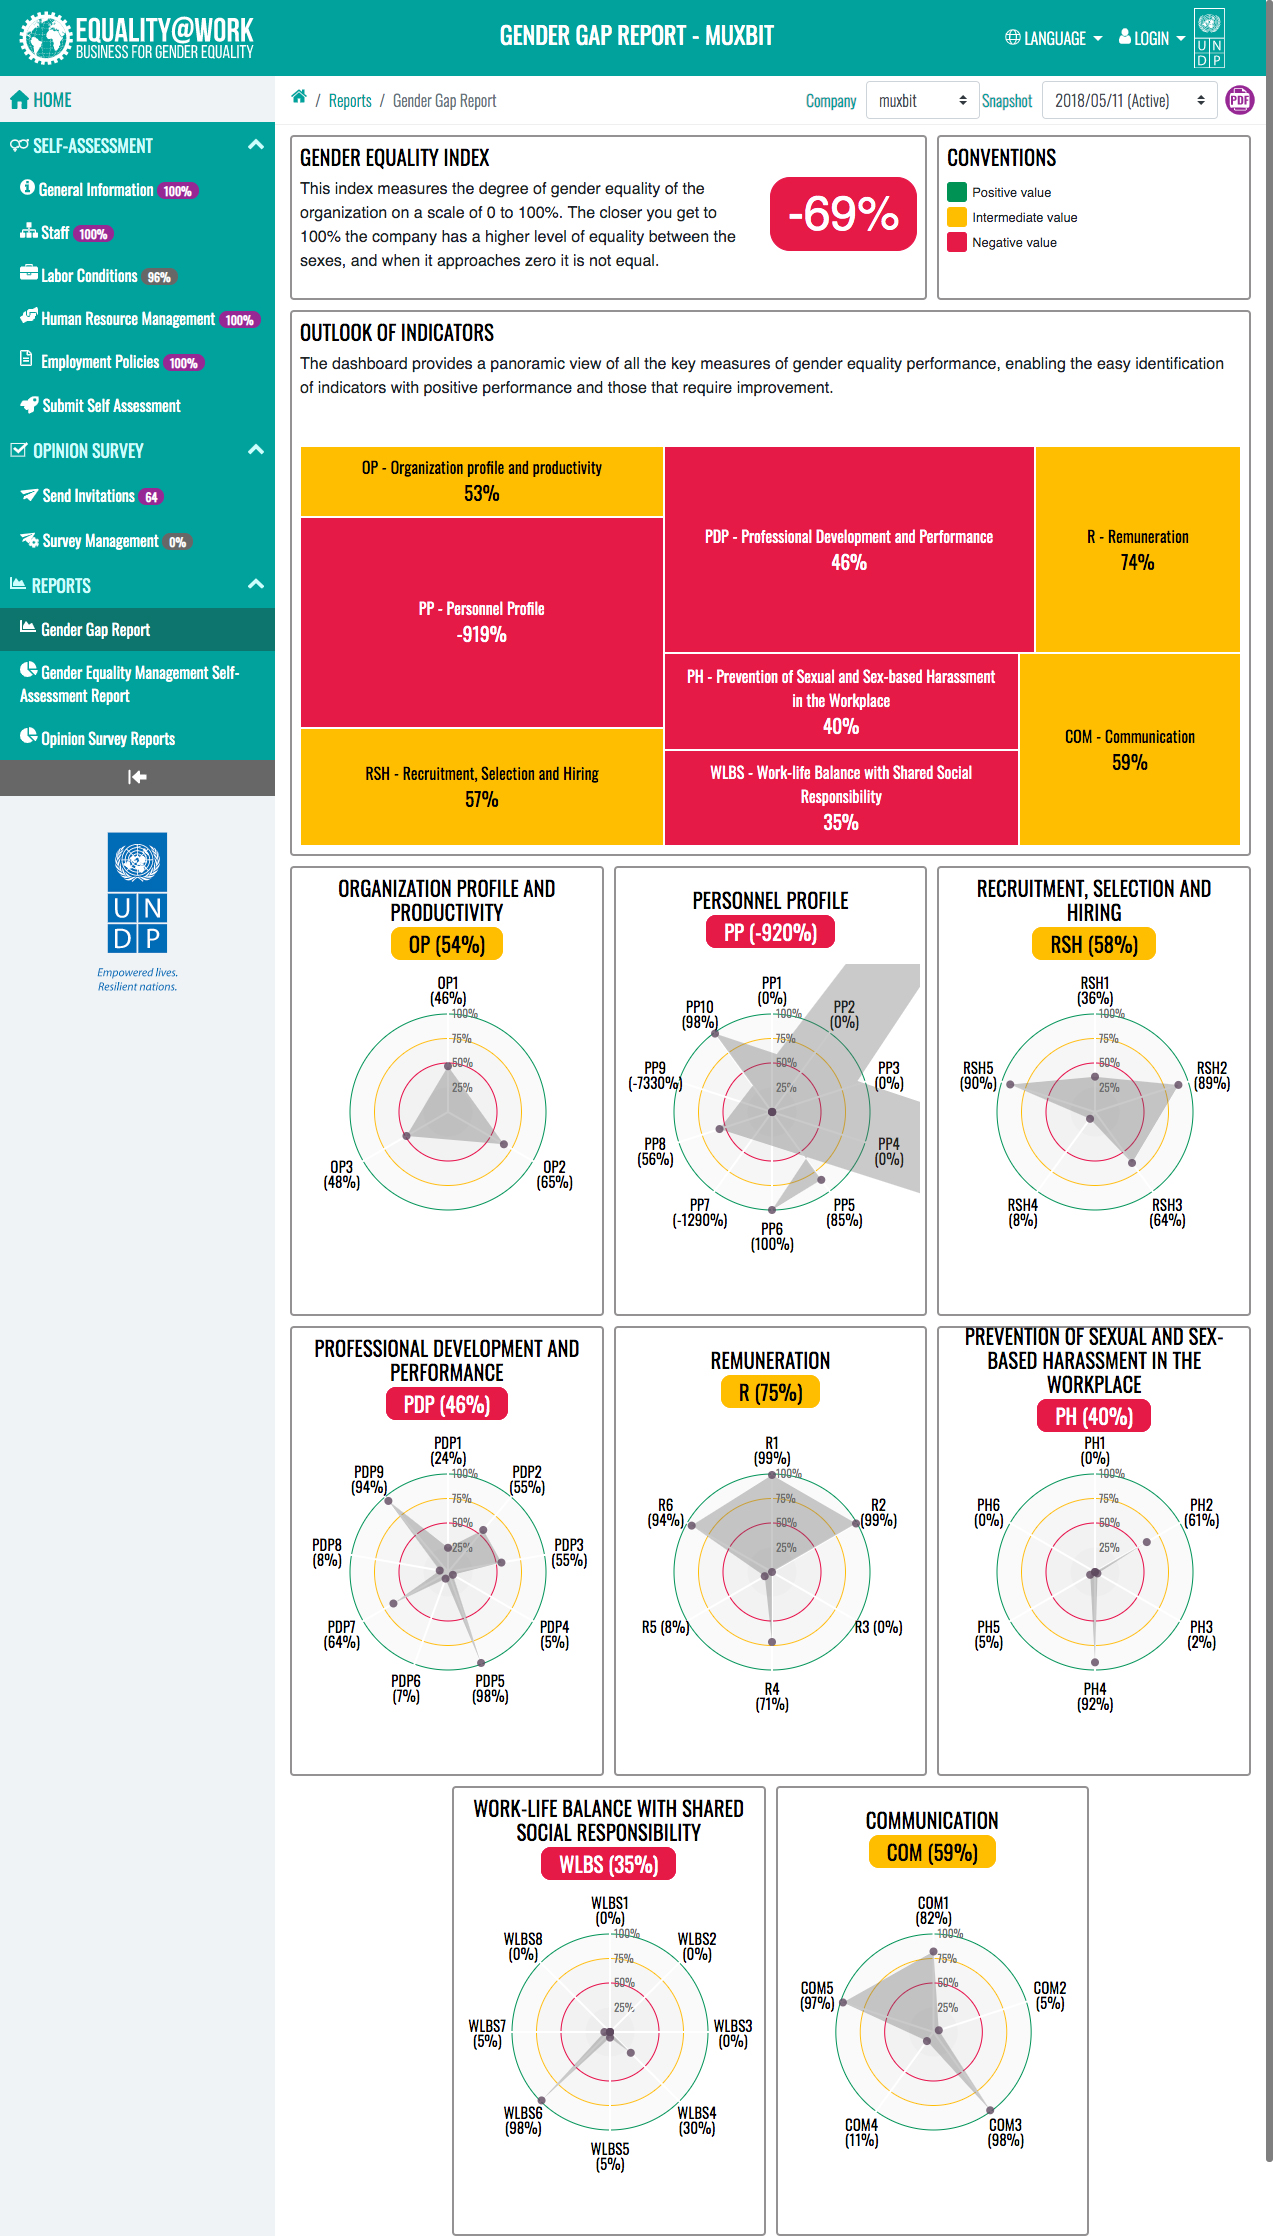 EQUALITY@WORK
BUSINESS FOR GENDER EQUALITY
GENDER GAP REPORT - MUXBIT
LANGUAGE
LOGIN
U N
D P
HOME
Reports / Gender Gap Report
Company
muxbit
Snapshot
2018/05/11 (Active)
PDF
SELF-ASSESSMENT
General Information 100%
Staff 100%
Labor Conditions 96%
Human Resource Management 100%
Employment Policies 100%
Submit Self Assessment
OPINION SURVEY
Send Invitations 64
Survey Management 0%
REPORTS
Gender Gap Report
Gender Equality Management Self-
Assessment Report
Opinion Survey Reports
U N
D P
Empowered lives.
Resilient nations.
GENDER EQUALITY INDEX
This index measures the degree of gender equality of the
organization on a scale of 0 to 100%. The closer you get to
100% the company has a higher level of equality between the
sexes, and when it approaches zero it is not equal.
-69%
CONVENTIONS
Positive value
Intermediate value
Negative value
OUTLOOK OF INDICATORS
The dashboard provides a panoramic view of all the key measures of gender equality performance, enabling the easy identification
of indicators with positive performance and those that require improvement.
OP - Organization profile and productivity
53%
PP - Personnel Profile
-919%
RSH - Recruitment, Selection and Hiring
57%
PDP - Professional Development and Performance
46%
R - Remuneration
74%
PH - Prevention of Sexual and Sex-based Harassment
in the Workplace
40%
WLBS - Work-life Balance with Shared Social
Responsibility
35%
COM - Communication
59%
ORGANIZATION PROFILE AND
PRODUCTIVITY
OP (54%)
OP1
(46%)
100%
75%
50%
25%
OP3
(48%)
OP2
(65%)
PERSONNEL PROFILE
PP (-920%)
PP1
(0%)
PP10
(98%)
PP2
(0%)
100%
75%
50%
25%
PP9
(-7330%)
PP3
(0%)
PP8
(56%)
PP4
(0%)
PP7
(-1290%)
PP5
(85%)
PP6
(100%)
RECRUITMENT, SELECTION AND
HIRING
RSH (58%)
RSH1
(36%)
100%
75%
50%
25%
RSH5
(90%)
RSH2
(89%)
RSH4
(8%)
RSH3
(64%)
PROFESSIONAL DEVELOPMENT AND
PERFORMANCE
PDP (46%)
PDP1
(24%)
PDP9
(94%)
PDP2
(55%)
100%
75%
50%
25%
PDP8
(8%)
PDP3
(55%)
PDP7
(64%)
PDP4
(5%)
PDP6
(7%)
PDP5
(98%)
REMUNERATION
R (75%)
R1
(99%)
100%
75%
50%
25%
R6
(94%)
R2
(99%)
R5 (8%)
R3 (0%)
R4
(71%)
PREVENTION OF SEXUAL AND SEX-
BASED HARASSMENT IN THE
WORKPLACE
PH (40%)
PH1
(0%)
100%
75%
50%
25%
PH6
(0%)
PH2
(61%)
PH5
(5%)
PH3
(2%)
PH4
(92%)
WORK-LIFE BALANCE WITH SHARED
SOCIAL RESPONSIBILITY
WLBS (35%)
WLBS1
(0%)
WLBS8
(0%)
WLBS2
(0%)
100%
75%
50%
25%
WLBS7
(5%)
WLBS3
(0%)
WLBS6
(98%)
WLBS4
(30%)
WLBS5
(5%)
COMMUNICATION
COM (59%)
COM1
(82%)
100%
75%
50%
25%
COM5
(97%)
COM2
(5%)
COM4
(11%)
COM3
(98%)